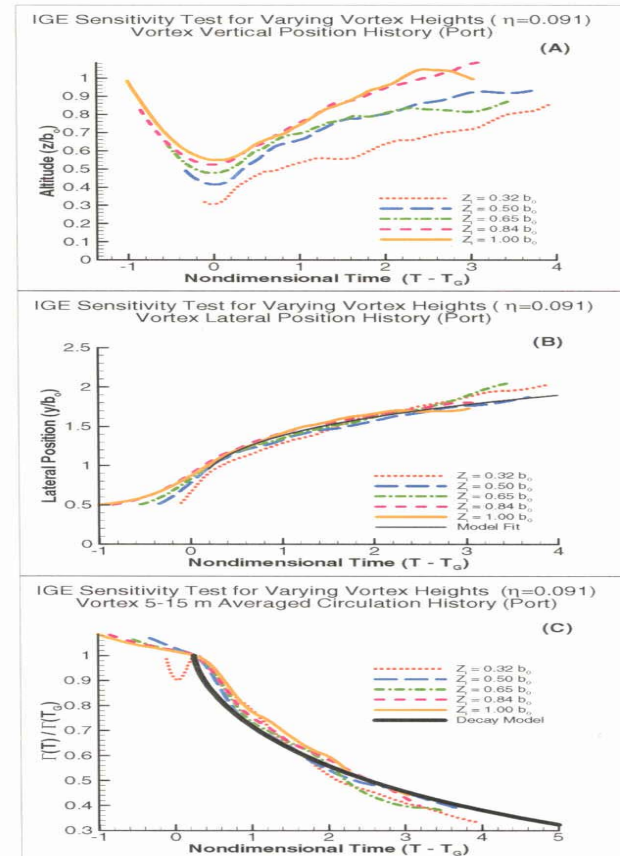 IGE Sensitivity Test for Varying Vortex Heights ( η=0.091)
Vortex Vertical Position History (Port)
(A)
Altitude (z/b₀)
1
0.9
0.8
0.7
0.6
0.5
0.4
0.3
0.2
0.1
0
Zᵢ = 0.32 b₀
Zᵢ = 0.50 b₀
Zᵢ = 0.65 b₀
Zᵢ = 0.84 b₀
Zᵢ = 1.00 b₀
-1 0 1 2 3 4
Nondimensional Time (T - T_G)
IGE Sensitivity Test for Varying Vortex Heights ( η=0.091)
Vortex Lateral Position History (Port)
(B)
Lateral Position (y/b₀)
2.5
2
1.5
1
0.5
0
Zᵢ = 0.32 b₀
Zᵢ = 0.50 b₀
Zᵢ = 0.65 b₀
Zᵢ = 0.84 b₀
Zᵢ = 1.00 b₀
Model Fit
-1 0 1 2 3 4
Nondimensional Time (T - T_G)
IGE Sensitivity Test for Varying Vortex Heights (η=0.091)
Vortex 5-15 m Averaged Circulation History (Port)
(C)
Γ(T) / Γ(T_G)
1
0.9
0.8
0.7
0.6
0.5
0.4
0.3
Zᵢ = 0.32 b₀
Zᵢ = 0.50 b₀
Zᵢ = 0.65 b₀
Zᵢ = 0.84 b₀
Zᵢ = 1.00 b₀
Decay Model
-1 0 1 2 3 4 5
Nondimensional Time (T - T_G)